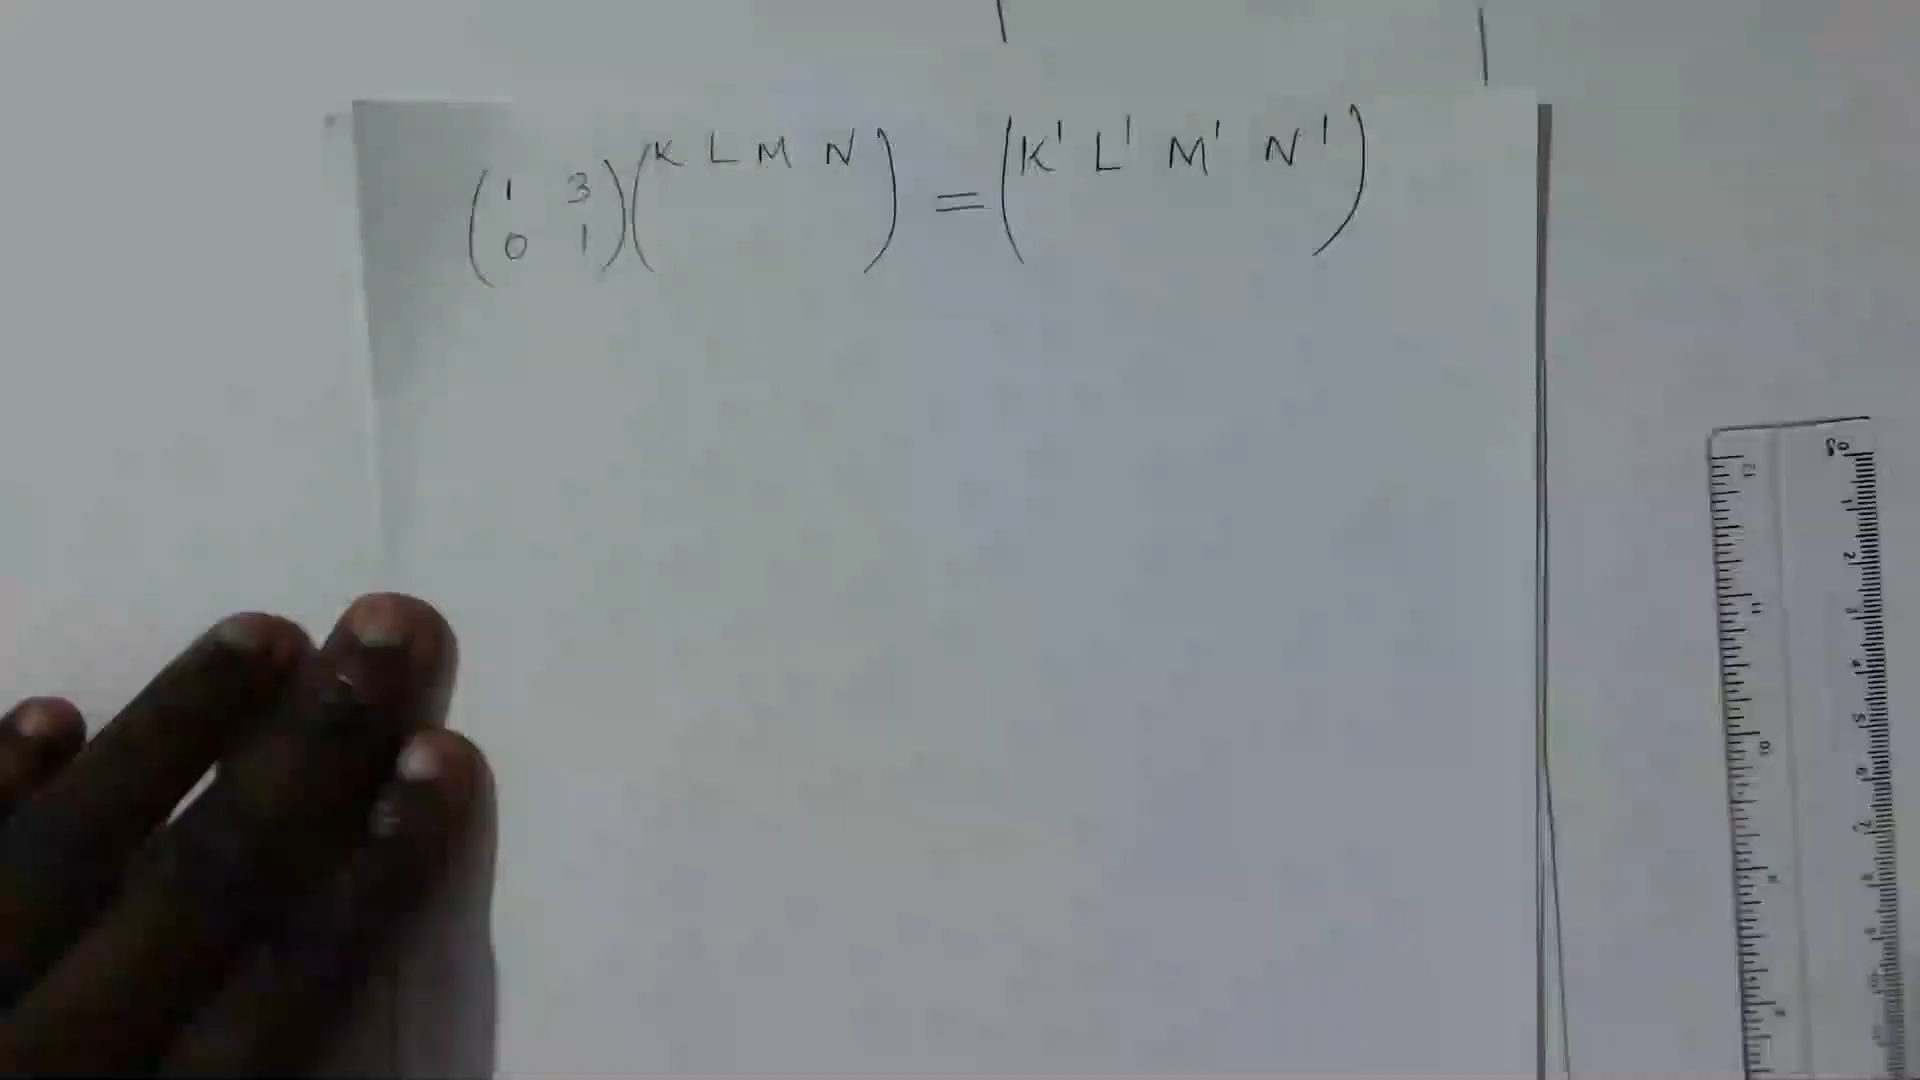 K L M N K' L' M' N'
( 1 3 ) ( ) = ( )
0 1